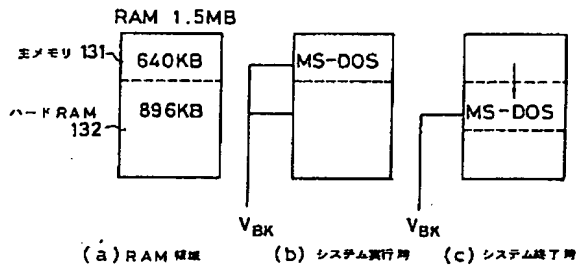 RAM 1.5MB
主メモリ 131
640KB
ハードRAM
132
896KB
MS-DOS
VBK
MS-DOS
VBK
(a) RAM 領域
(b) システム実行時
(c) システム終了時